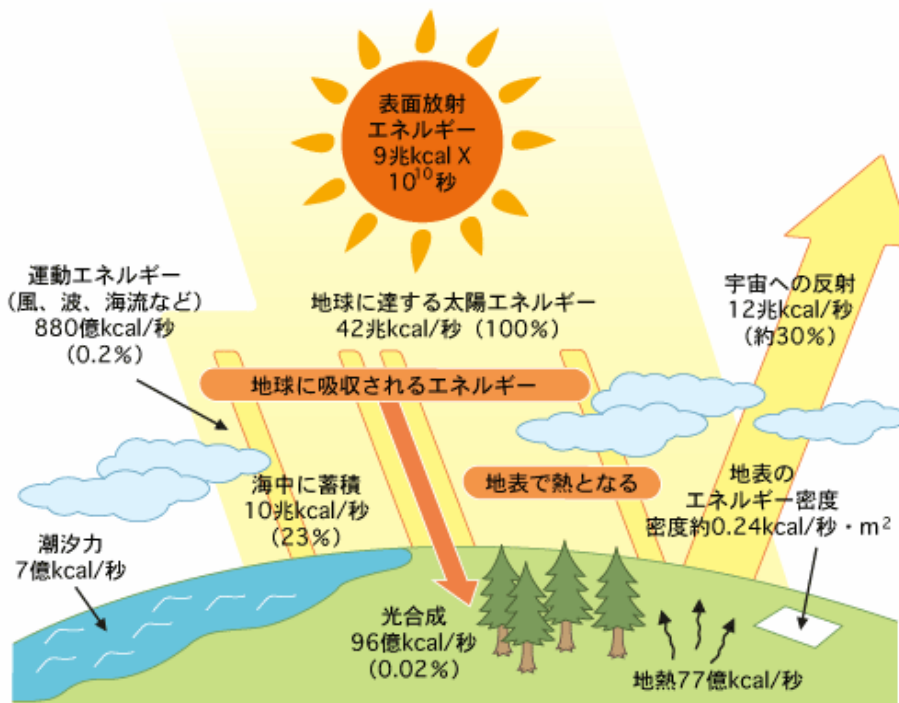 表面放射
エネルギー
9兆kcal X
10¹⁰秒
運動エネルギー
（風、波、海流など）
880億kcal/秒
（0.2%）
地球に達する太陽エネルギー
42兆kcal/秒（100%）
宇宙への反射
12兆kcal/秒
（約30%）
地球に吸収されるエネルギー
海中に蓄積
10兆kcal/秒
（23%）
地表で熱となる
地表の
エネルギー密度
密度約0.24kcal/秒・m²
潮汐力
7億kcal/秒
光合成
96億kcal/秒
（0.02%）
地熱77億kcal/秒